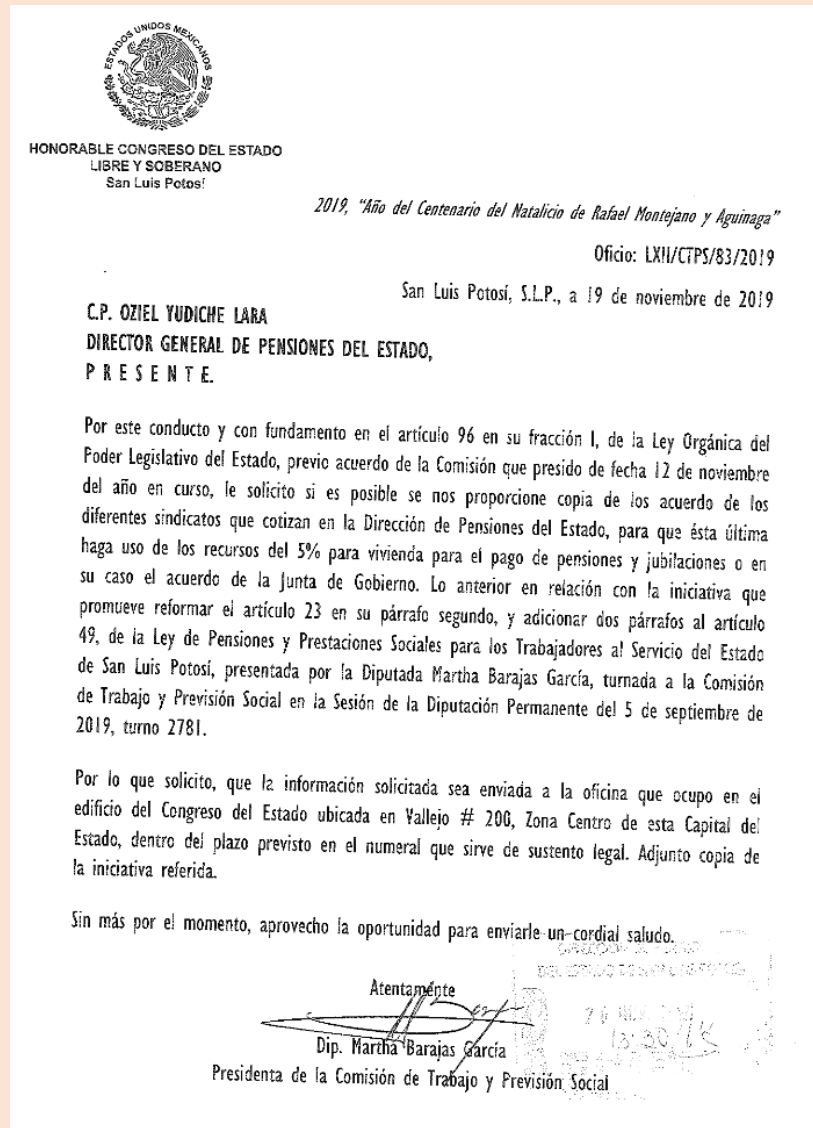 ESTADOS UNIDOS MEXICANOS
HONORABLE CONGRESO DEL ESTADO
LIBRE Y SOBERANO
San Luis Potosí
2019, "Año del Centenario del Natalicio de Rafael Montejano y Aguinaga"
Oficio: LXII/CTPS/83/2019
San Luis Potosí, S.L.P., a 19 de noviembre de 2019
C.P. OZIEL YUDICHE LARA
DIRECTOR GENERAL DE PENSIONES DEL ESTADO,
P R E S E N T E.
Por este conducto y con fundamento en el artículo 96 en su fracción I, de la Ley Orgánica del
Poder Legislativo del Estado, previo acuerdo de la Comisión que presido de fecha 12 de noviembre
del año en curso, le solicito si es posible se nos proporcione copia de los acuerdo de los
diferentes sindicatos que cotizan en la Dirección de Pensiones del Estado, para que ésta última
haga uso de los recursos del 5% para vivienda para el pago de pensiones y jubilaciones o en
su caso el acuerdo de la Junta de Gobierno. Lo anterior en relación con la iniciativa que
promueve reformar el artículo 23 en su párrafo segundo, y adicionar dos párrafos al artículo
49, de la Ley de Pensiones y Prestaciones Sociales para los Trabajadores al Servicio del Estado
de San Luis Potosí, presentada por la Diputada Martha Barajas García, turnada a la Comisión
de Trabajo y Previsión Social en la Sesión de la Diputación Permanente del 5 de septiembre de
2019, turno 2781.
Por lo que solicito, que la información solicitada sea enviada a la oficina que ocupo en el
edificio del Congreso del Estado ubicada en Vallejo # 200, Zona Centro de esta Capital del
Estado, dentro del plazo previsto en el numeral que sirve de sustento legal. Adjunto copia de
la iniciativa referida.
Sin más por el momento, aprovecho la oportunidad para enviarle un cordial saludo.
Atentamente
13:30
Dip. Martha Barajas García
Presidenta de la Comisión de Trabajo y Previsión Social